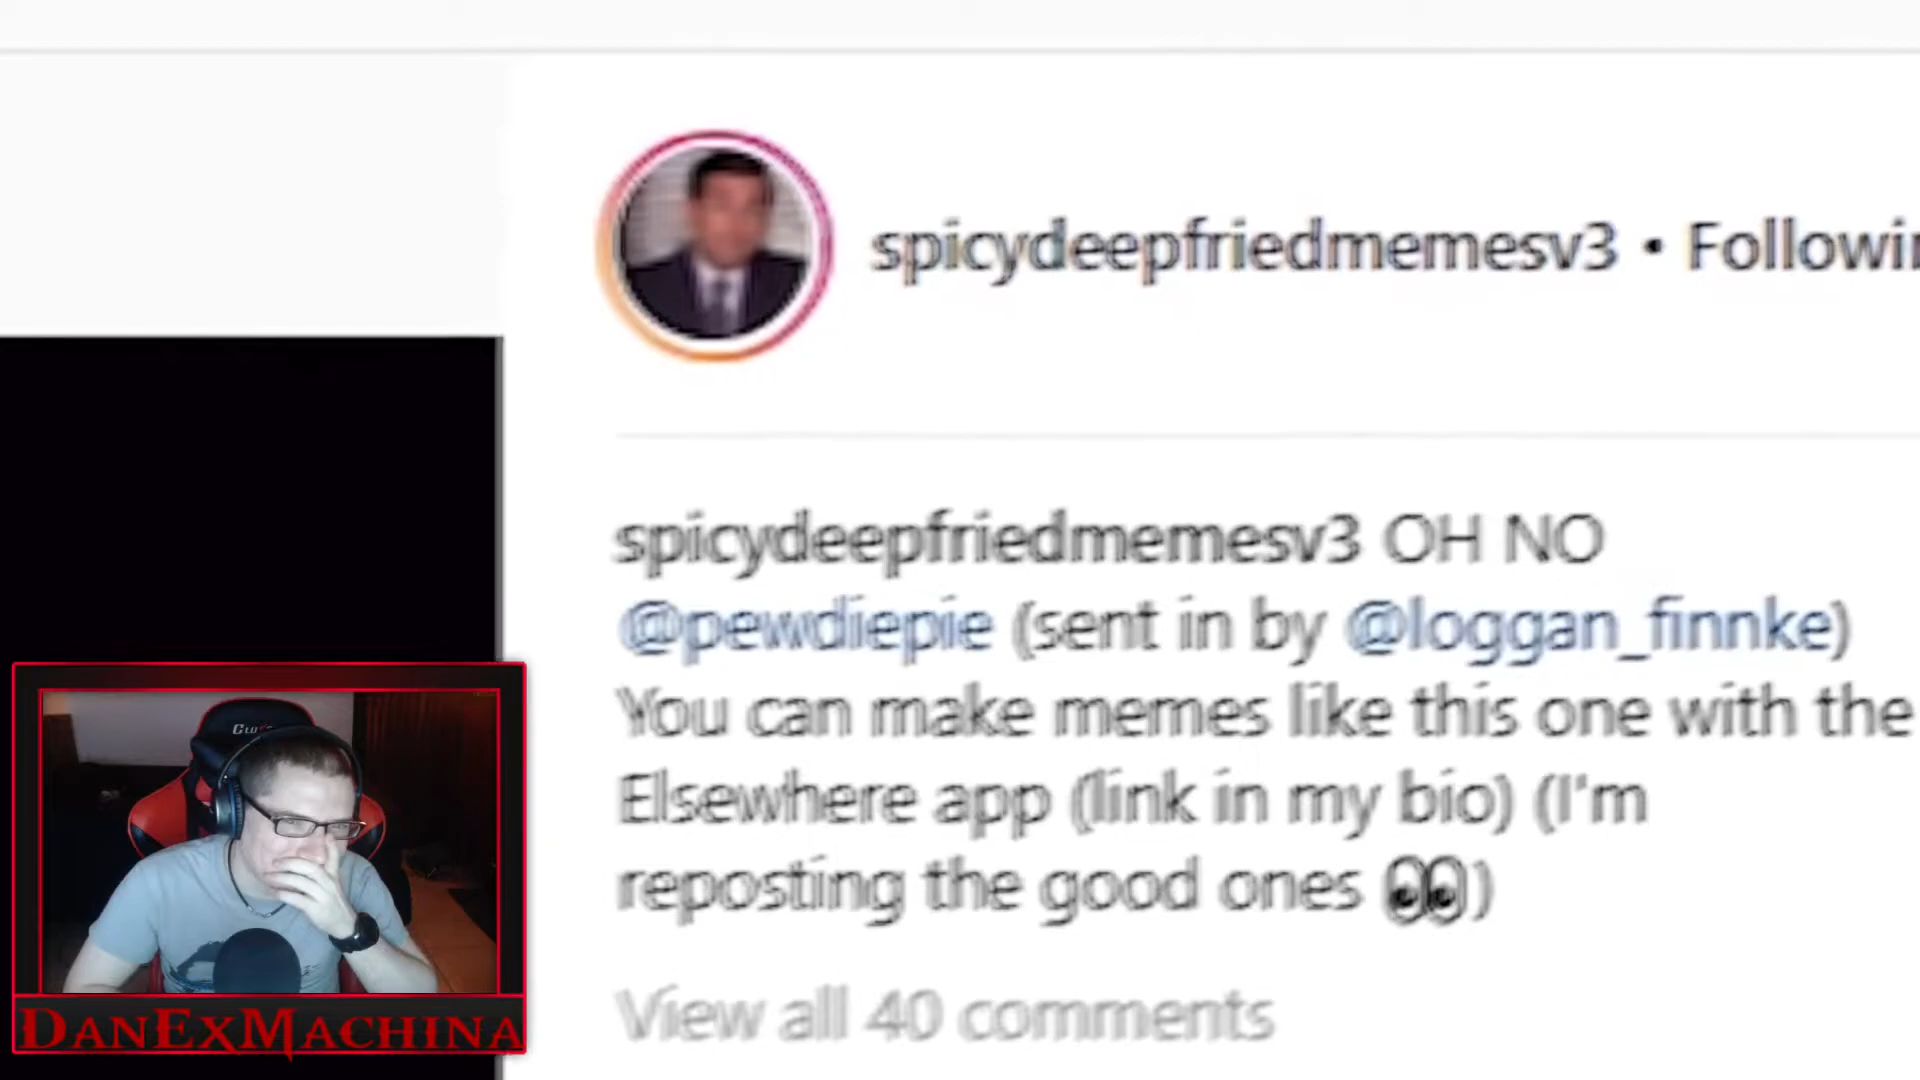 spicydeepfriedmemesv3 • Followin
spicydeepfriedmemesv3 OH NO
@pewdiepie (sent in by @loggan_finnke)
You can make memes like this one with the
Elsewhere app (link in my bio) (I'm
reposting the good ones 👀)
View all 40 comments
DANEXMACHINA